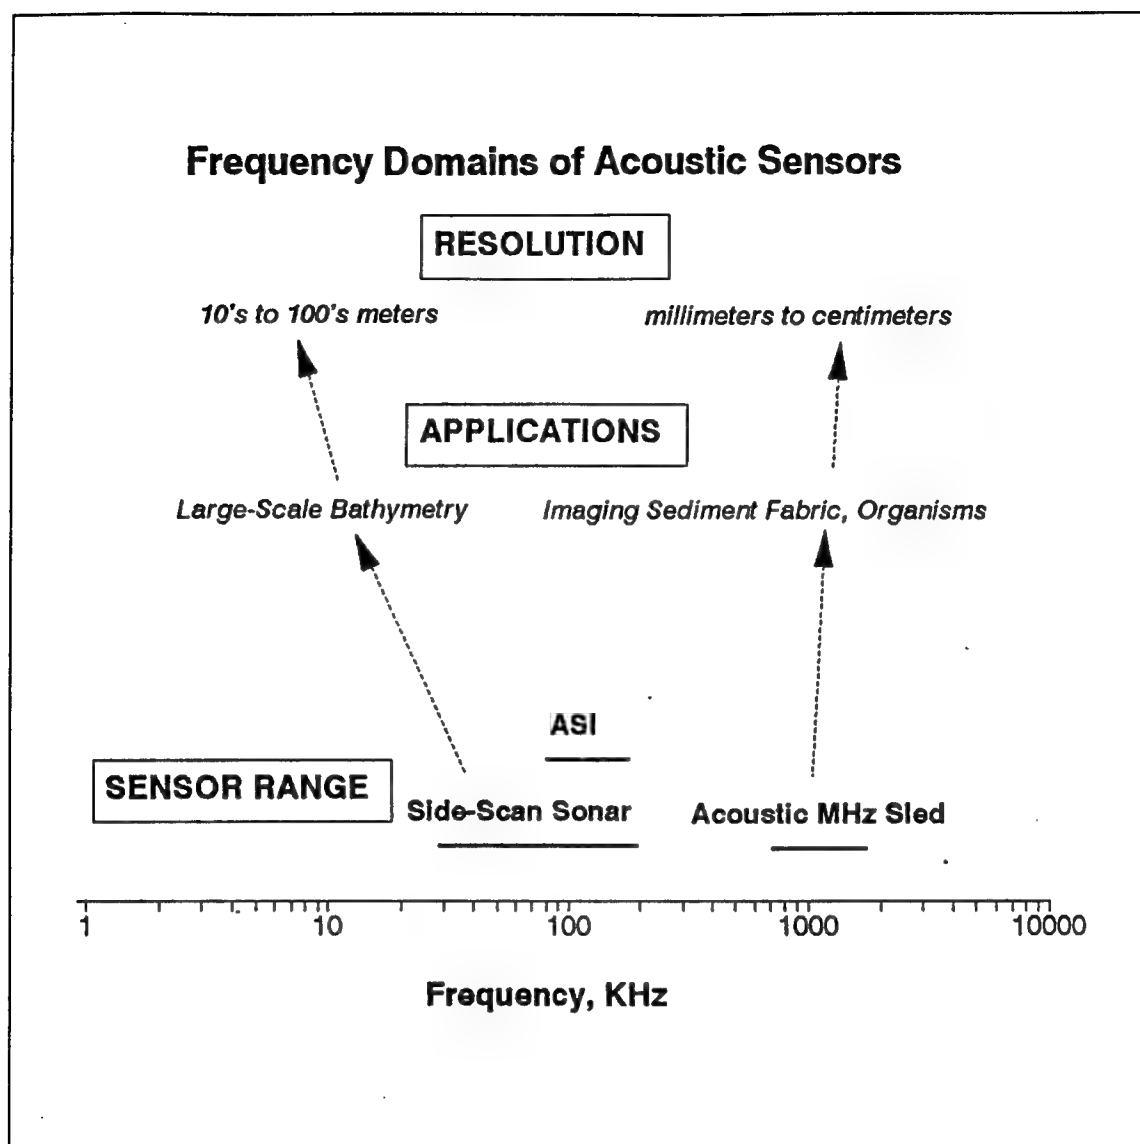 Frequency Domains of Acoustic Sensors
RESOLUTION
10's to 100's meters
millimeters to centimeters
APPLICATIONS
Large-Scale Bathymetry
Imaging Sediment Fabric, Organisms
ASI
SENSOR RANGE
Side-Scan Sonar
Acoustic MHz Sled
1 10 100 1000 10000
Frequency, KHz